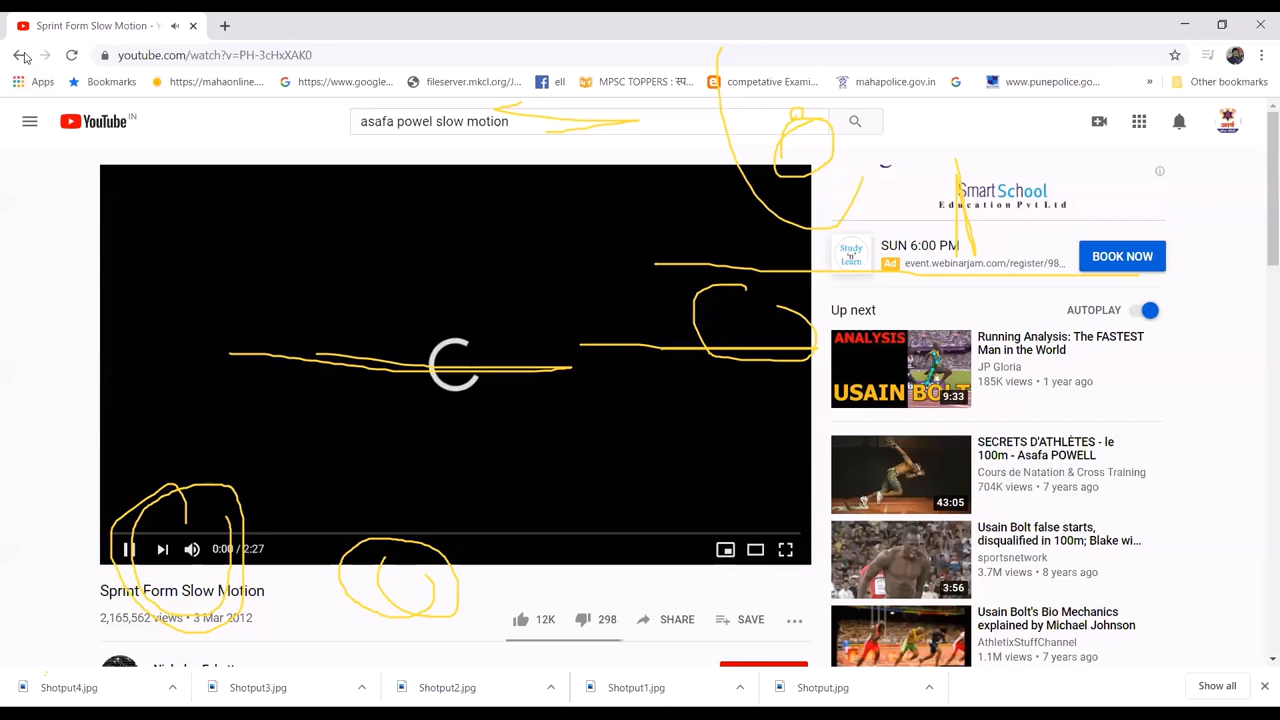 Sprint Form Slow Motion - Y
youtube.com/watch?v=PH-3cHxXAK0
Apps Bookmarks https://mahaonline.... https://www.google... fileserver.mkcl.org/J... ell MPSC TOPPERS : स्प... competative Exami... mahapolice.gov.in www.punepolice.go... » Other bookmarks
YouTube IN
asafa powel slow motion
SmartSchool
Education Pvt Ltd
SUN 6:00 PM
Study 'n' Learn
Ad event.webinarjam.com/register/98...
BOOK NOW
Up next
AUTOPLAY
ANALYSIS
USAIN BOLT
9:33
Running Analysis: The FASTEST
Man in the World
JP Gloria
185K views • 1 year ago
43:05
SECRETS D'ATHLÈTES - le
100m - Asafa POWELL
Cours de Natation & Cross Training
704K views • 7 years ago
3:56
Usain Bolt false starts,
disqualified in 100m; Blake wi...
sportsnetwork
3.7M views • 8 years ago
Usain Bolt's Bio Mechanics
explained by Michael Johnson
AthletixStuffChannel
1.1M views • 7 years ago
0:00 / 2:27
Sprint Form Slow Motion
2,165,562 views • 3 Mar 2012
12K 298 SHARE SAVE
Shotput4.jpg Shotput3.jpg Shotput2.jpg Shotput1.jpg Shotput.jpg Show all